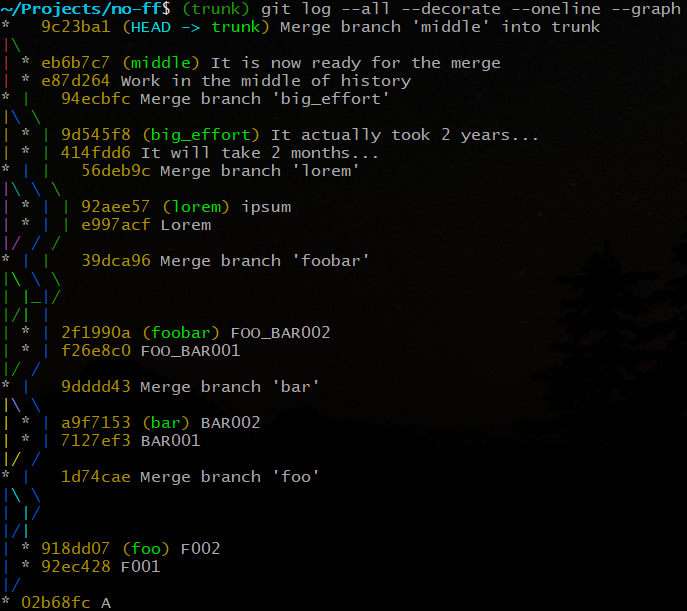 ~/Projects/no-ff$ (trunk) git log --all --decorate --oneline --graph
*   9c23ba1 (HEAD -> trunk) Merge branch 'middle' into trunk
|\
| * eb6b7c7 (middle) It is now ready for the merge
| * e87d264 Work in the middle of history
* |   94ecbfc Merge branch 'big_effort'
|\ \
| * | 9d545f8 (big_effort) It actually took 2 years...
| * | 414fdd6 It will take 2 months...
* | |   56deb9c Merge branch 'lorem'
|\ \ \
| * | | 92aee57 (lorem) ipsum
| * | | e997acf Lorem
|/ / /
* | |   39dca96 Merge branch 'foobar'
|\ \ \
| |_|/
|/| |
| * | 2f1990a (foobar) FOO_BAR002
| * | f26e8c0 FOO_BAR001
|/ /
* |   9dddd43 Merge branch 'bar'
|\ \
| * | a9f7153 (bar) BAR002
| * | 7127ef3 BAR001
|/ /
* |   1d74cae Merge branch 'foo'
|\ \
| |/
|/|
| * 918dd07 (foo) F002
| * 92ec428 F001
|/
* 02b68fc A